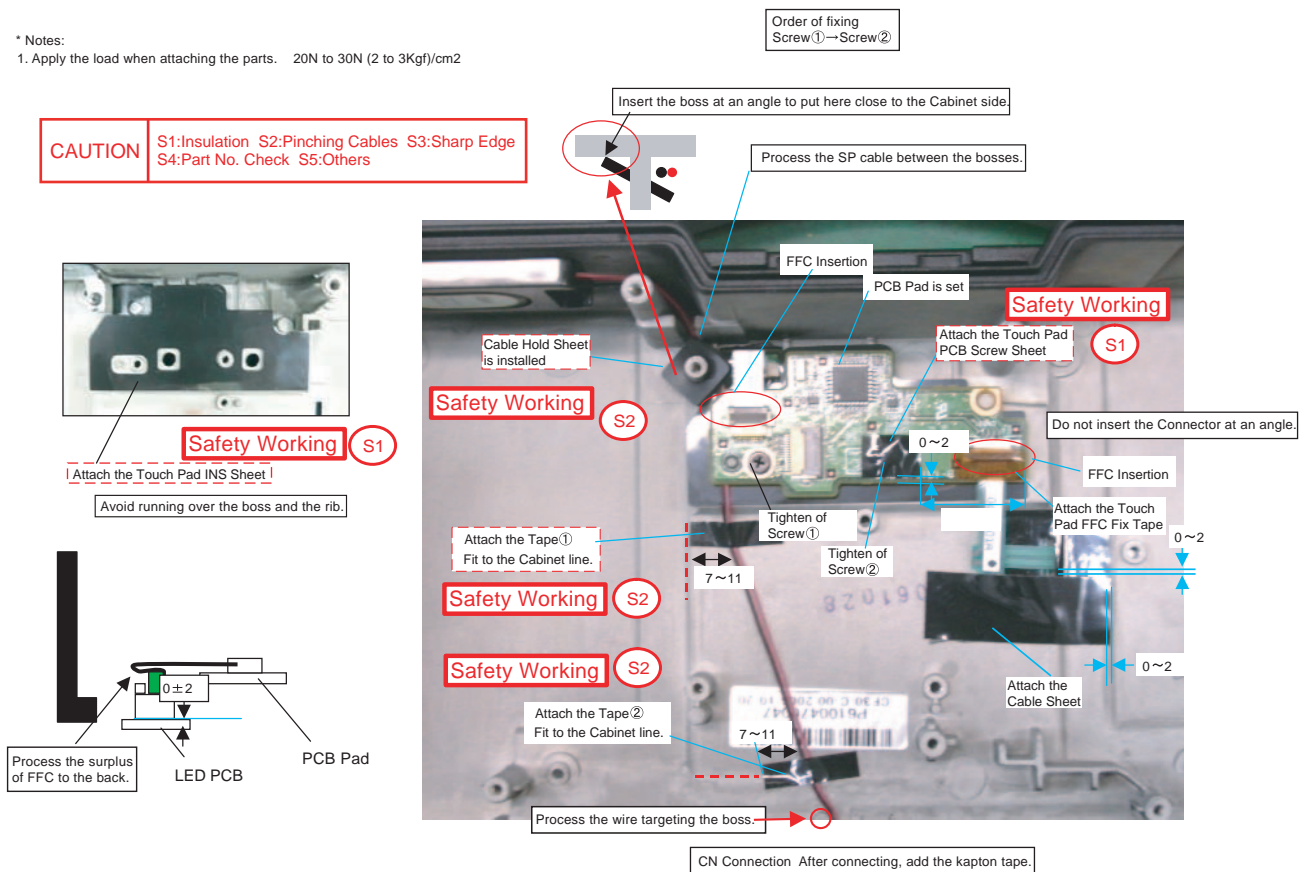 Order of fixing
Screw①→Screw②
* Notes:
1. Apply the load when attaching the parts. 20N to 30N (2 to 3Kgf)/cm2
Insert the boss at an angle to put here close to the Cabinet side.
CAUTION
S1:Insulation S2:Pinching Cables S3:Sharp Edge
S4:Part No. Check S5:Others
Process the SP cable between the bosses.
FFC Insertion
PCB Pad is set
Safety Working
S1
Attach the Touch Pad
PCB Screw Sheet
Cable Hold Sheet
is installed
Safety Working
S2
Do not insert the Connector at an angle.
Safety Working
S1
Attach the Touch Pad INS Sheet
Avoid running over the boss and the rib.
0~2
FFC Insertion
Attach the Touch
Pad FFC Fix Tape
Tighten of
Screw①
Attach the Tape①
Fit to the Cabinet line.
Tighten of
Screw②
0~2
7~11
Safety Working
S2
061028
Safety Working
S2
0~2
0±2
Attach the
Cable Sheet
Attach the Tape②
Fit to the Cabinet line.
7~11
Process the surplus
of FFC to the back.
LED PCB
PCB Pad
Process the wire targeting the boss.
CN Connection After connecting, add the kapton tape.